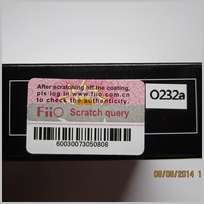 After scratching off the coating,
pls log in www.fiio.com.cn
to check the authenticity.
O232a
FiiO Scratch query
60030073050808
08/08/2014 1